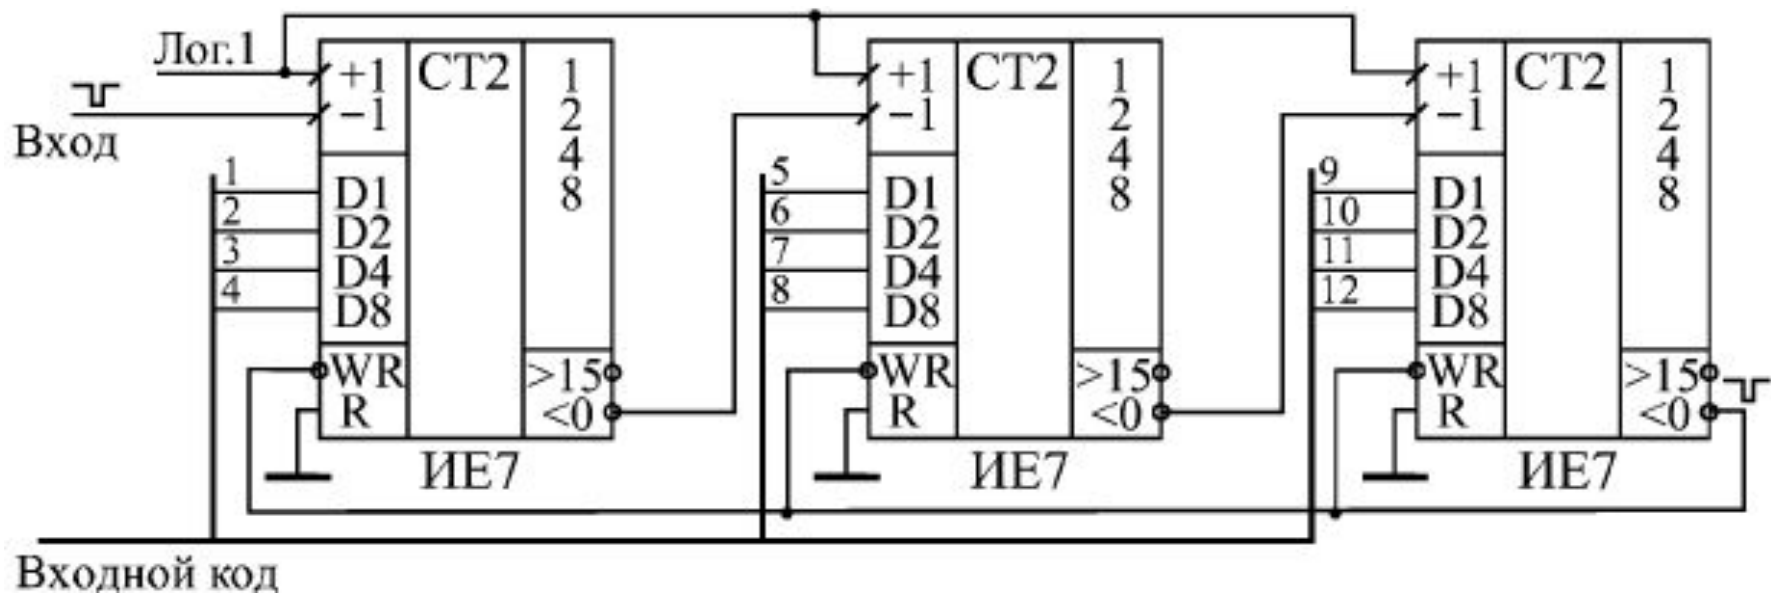 Лог.1
Вход
+1 СТ2 1
−1 2
4
1 D1 8
2 D2
3 D4
4 D8
WR >15
R <0
ИЕ7
+1 СТ2 1
−1 2
4
5 D1 8
6 D2
7 D4
8 D8
WR >15
R <0
ИЕ7
+1 СТ2 1
−1 2
4
9 D1 8
10 D2
11 D4
12 D8
WR >15
R <0
ИЕ7
Входной код